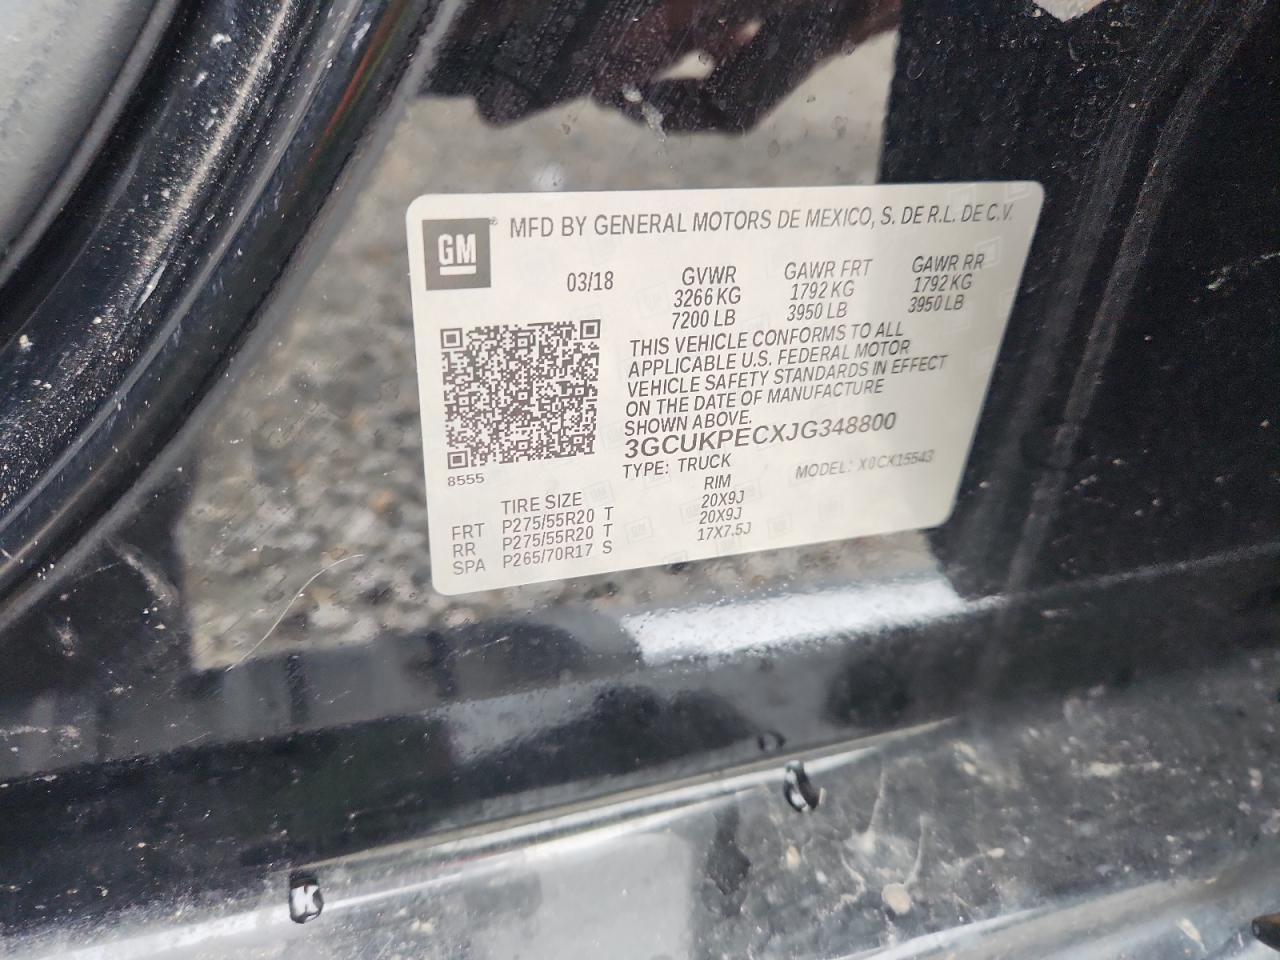 GM® MFD BY GENERAL MOTORS DE MEXICO, S. DE R.L. DE C.V.
03/18 GVWR GAWR FRT GAWR RR
3266 KG 1792 KG 1792 KG
7200 LB 3950 LB 3950 LB
THIS VEHICLE CONFORMS TO ALL
APPLICABLE U.S. FEDERAL MOTOR
VEHICLE SAFETY STANDARDS IN EFFECT
ON THE DATE OF MANUFACTURE
SHOWN ABOVE.
3GCUKPECXJG348800
8555
TYPE: TRUCK MODEL: X0CK15543
TIRE SIZE RIM
FRT P275/55R20 T 20X9J
RR P275/55R20 T 20X9J
SPA P265/70R17 S 17X7.5J